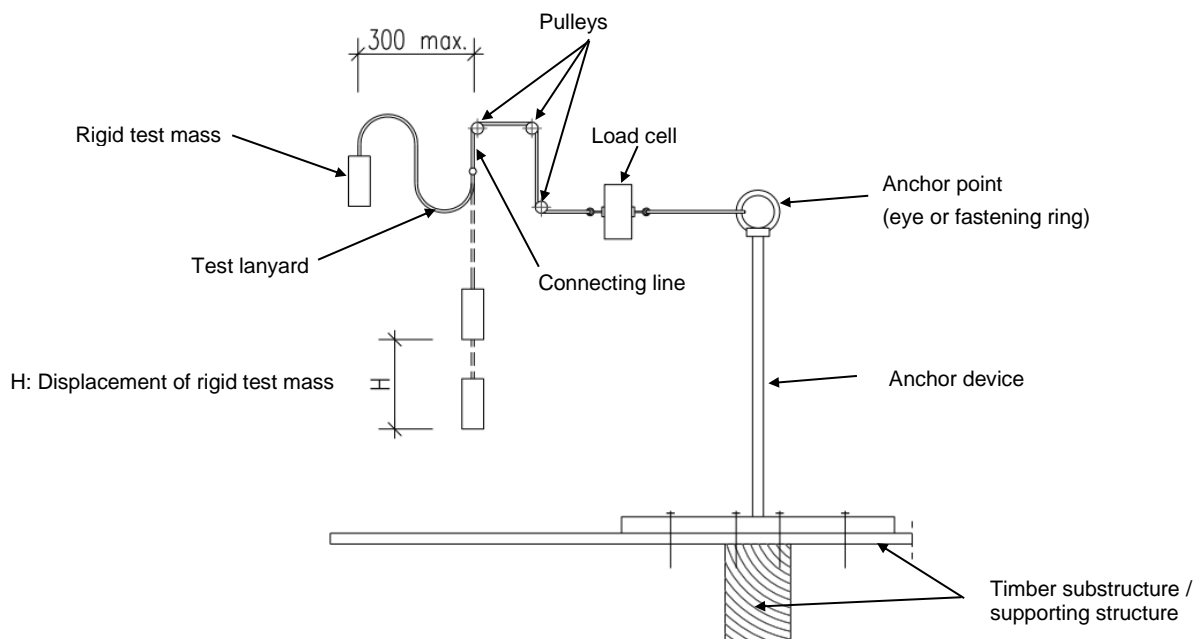 Pulleys
300 max.
Rigid test mass
Load cell
Anchor point
(eye or fastening ring)
Test lanyard
Connecting line
H: Displacement of rigid test mass
H
Anchor device
Timber substructure /
supporting structure